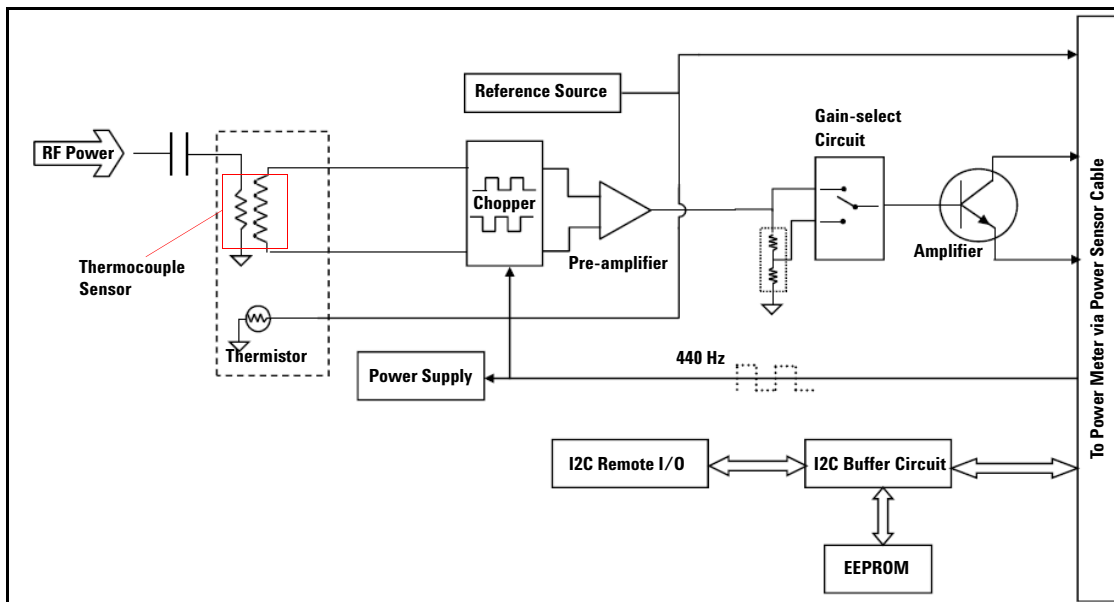 Reference Source
Gain-select
Circuit
RF Power
Chopper
Pre-amplifier
Amplifier
Thermocouple
Sensor
Thermistor
Power Supply
440 Hz
To Power Meter via Power Sensor Cable
I2C Remote I/O
I2C Buffer Circuit
EEPROM